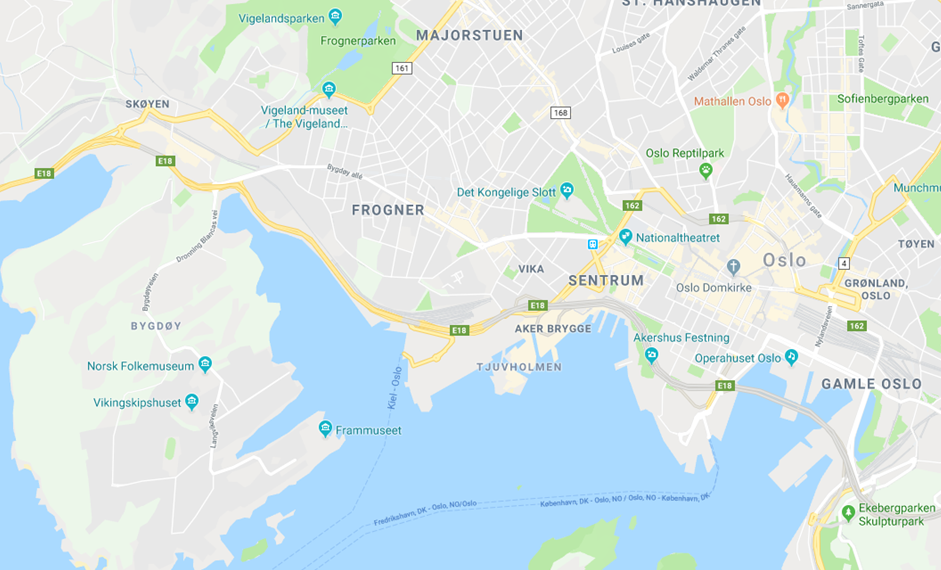 ST. HANSHAUGEN
Sannergata
Vigelandsparken
Frognerparken
MAJORSTUEN
Louises gate
Waldemar Thranes gate
Toftes Gate
G
161
SKØYEN
Vigeland-museet
/ The Vigeland...
168
Mathallen Oslo
Sofienbergparken
E18
E18
Oslo Reptilpark
Bygdøy allé
Det Kongelige Slott
Hausmanns gate
Munchmu
FROGNER
162
162
Dronning Blancas vei
Nationaltheatret
TØYEN
VIKA
SENTRUM
Oslo
4
Oslo Domkirke
GRØNLAND,
OSLO
Bygdøyveien
E18
BYGDØY
E18
AKER BRYGGE
Nylandsveien
162
Akershus Festning
Norsk Folkemuseum
TJUVHOLMEN
Operahuset Oslo
Kiel - Oslo
E18
GAMLE OSLO
Vikingskipshuset
Langviksveien
Frammuseet
Fredrikshavn, DK - Oslo, NO/Oslo
København, DK - Oslo, NO / Oslo, NO - København, DK
Ekebergparken
Skulpturpark